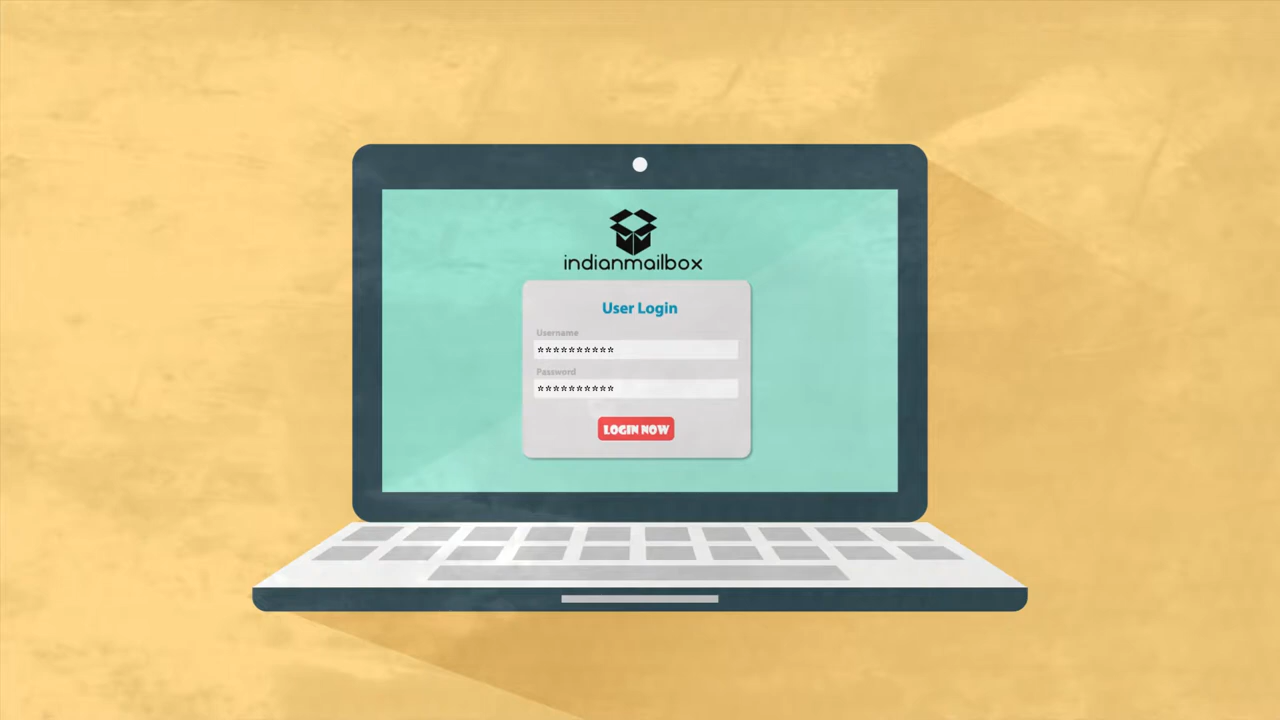 indianmailbox
User Login
Username
**********
Password
**********
LOGIN NOW